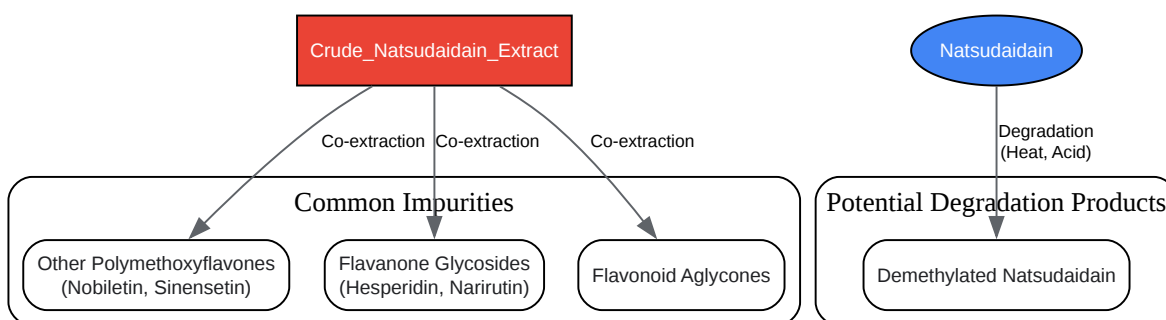 Crude_Natsudaidain_Extract
Natsudaidain
Co-extraction
Co-extraction
Co-extraction
Degradation
(Heat, Acid)
Common Impurities
Potential Degradation Products
Other Polymethoxyflavones
(Nobiletin, Sinensetin)
Flavanone Glycosides
(Hesperidin, Narirutin)
Flavonoid Aglycones
Demethylated Natsudaidain